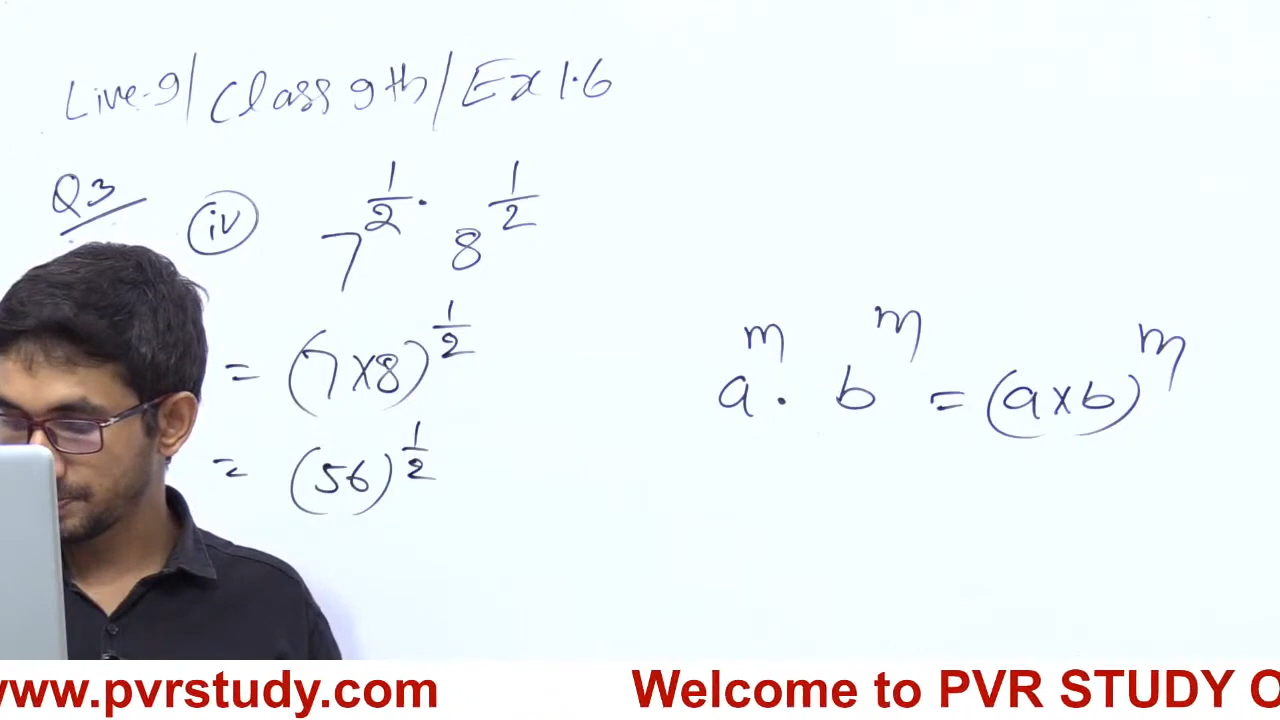 Live-9/Class 9th/Ex 1.6
Q3 (iv) 7^(1/2) · 8^(1/2)
= (7×8)^(1/2)
= (56)^(1/2)
a^m · b^m = (a×b)^m
www.pvrstudy.com Welcome to PVR STUDY